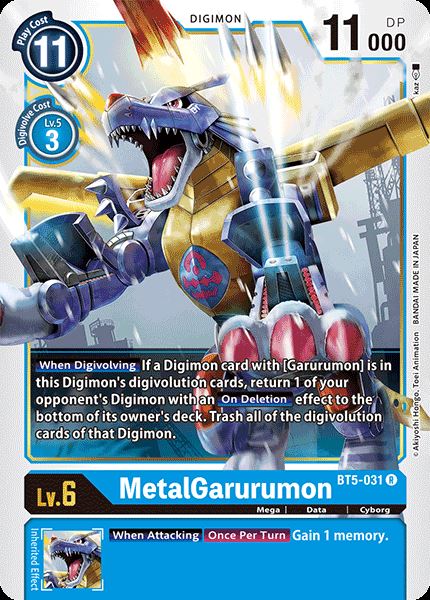 Play Cost
11
DIGIMON
11 000 DP
kaz
Digivolve Cost
Lv.5
3
When Digivolving If a Digimon card with [Garurumon] is in
this Digimon's digivolution cards, return 1 of your
opponent's Digimon with an On Deletion effect to the
bottom of its owner's deck. Trash all of the digivolution
cards of that Digimon.
©Akiyoshi Hongo, Toei Animation BANDAI MADE IN JAPAN
Lv.6 MetalGarurumon BT5-031 R
Mega | Data | Cyborg
Inherited Effect
When Attacking Once Per Turn Gain 1 memory.